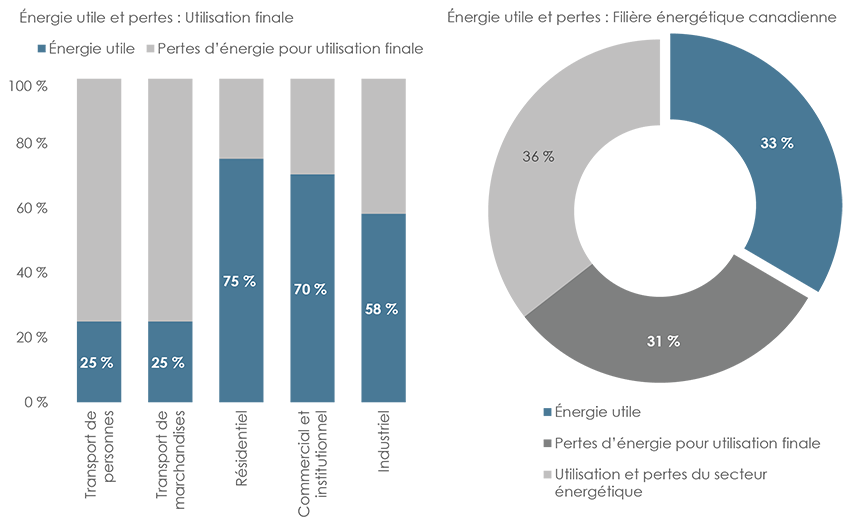 Énergie utile et pertes : Utilisation finale
Énergie utile
Pertes d’énergie pour utilisation finale
100 %
80 %
60 %
40 %
20 %
0 %
25 %
25 %
75 %
70 %
58 %
Transport de
personnes
Transport de
marchandises
Résidentiel
Commercial et
institutionnel
Industriel
Énergie utile et pertes : Filière énergétique canadienne
36 %
33 %
31 %
Énergie utile
Pertes d’énergie pour utilisation finale
Utilisation et pertes du secteur
énergétique